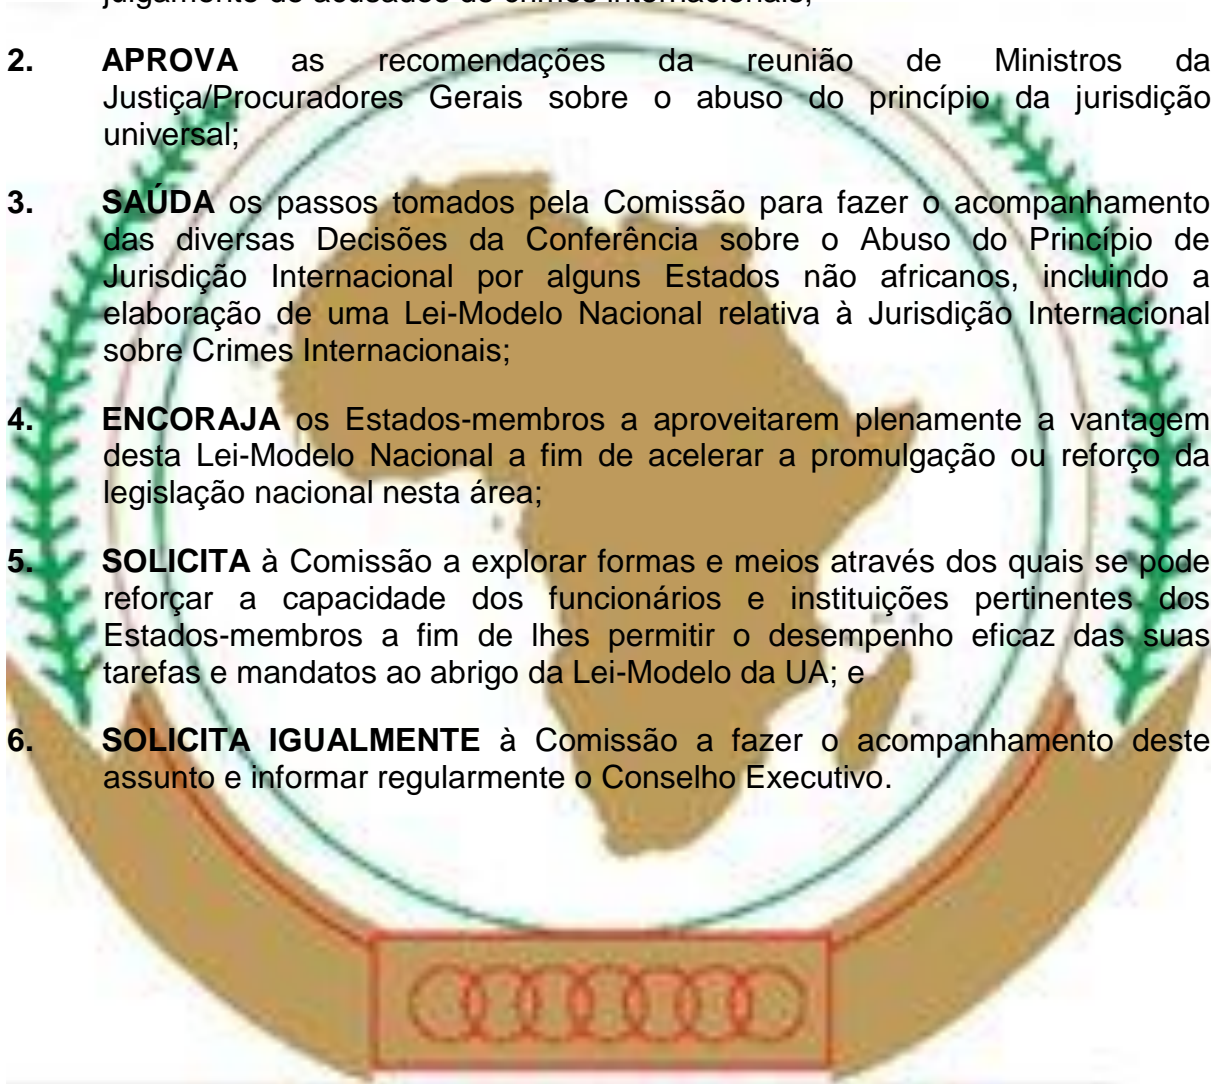 julgamento de acusados de crimes internacionais;
2. APROVA as recomendações da reunião de Ministros da
Justiça/Procuradores Gerais sobre o abuso do princípio da jurisdição
universal;
3. SAÚDA os passos tomados pela Comissão para fazer o acompanhamento
das diversas Decisões da Conferência sobre o Abuso do Princípio de
Jurisdição Internacional por alguns Estados não africanos, incluindo a
elaboração de uma Lei-Modelo Nacional relativa à Jurisdição Internacional
sobre Crimes Internacionais;
4. ENCORAJA os Estados-membros a aproveitarem plenamente a vantagem
desta Lei-Modelo Nacional a fim de acelerar a promulgação ou reforço da
legislação nacional nesta área;
5. SOLICITA à Comissão a explorar formas e meios através dos quais se pode
reforçar a capacidade dos funcionários e instituições pertinentes dos
Estados-membros a fim de lhes permitir o desempenho eficaz das suas
tarefas e mandatos ao abrigo da Lei-Modelo da UA; e
6. SOLICITA IGUALMENTE à Comissão a fazer o acompanhamento deste
assunto e informar regularmente o Conselho Executivo.